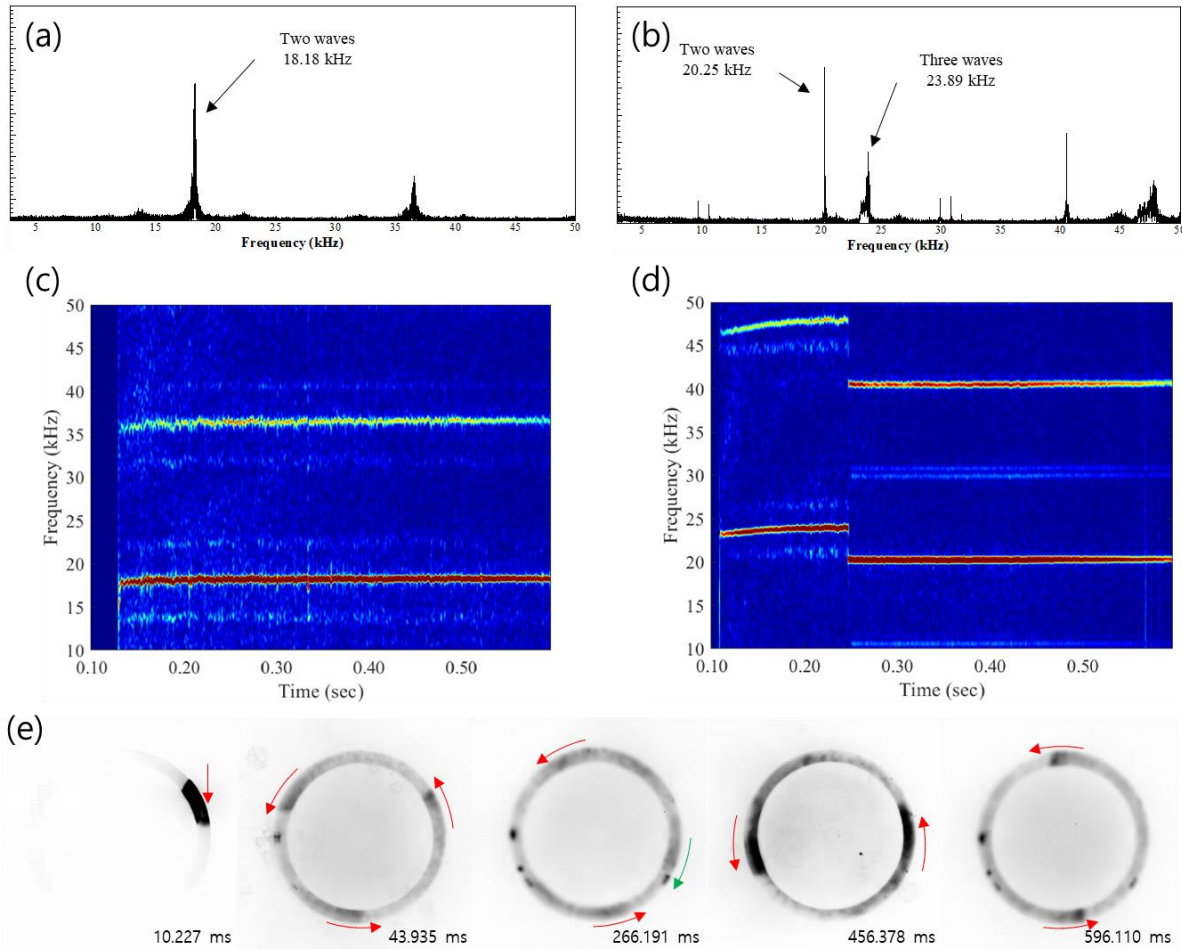 (a)
Two waves
18.18 kHz
5 10 15 20 25 30 35 40 45 50
Frequency (kHz)
(b)
Two waves
20.25 kHz
Three waves
23.89 kHz
5 10 15 20 25 30 35 40 45 50
Frequency (kHz)
(c)
50
45
40
35
30
25
20
15
10
Frequency (kHz)
0.10 0.20 0.30 0.40 0.50
Time (sec)
(d)
50
45
40
35
30
25
20
15
10
Frequency (kHz)
0.10 0.20 0.30 0.40 0.50
Time (sec)
(e)
10.227 ms
43.935 ms
266.191 ms
456.378 ms
596.110 ms